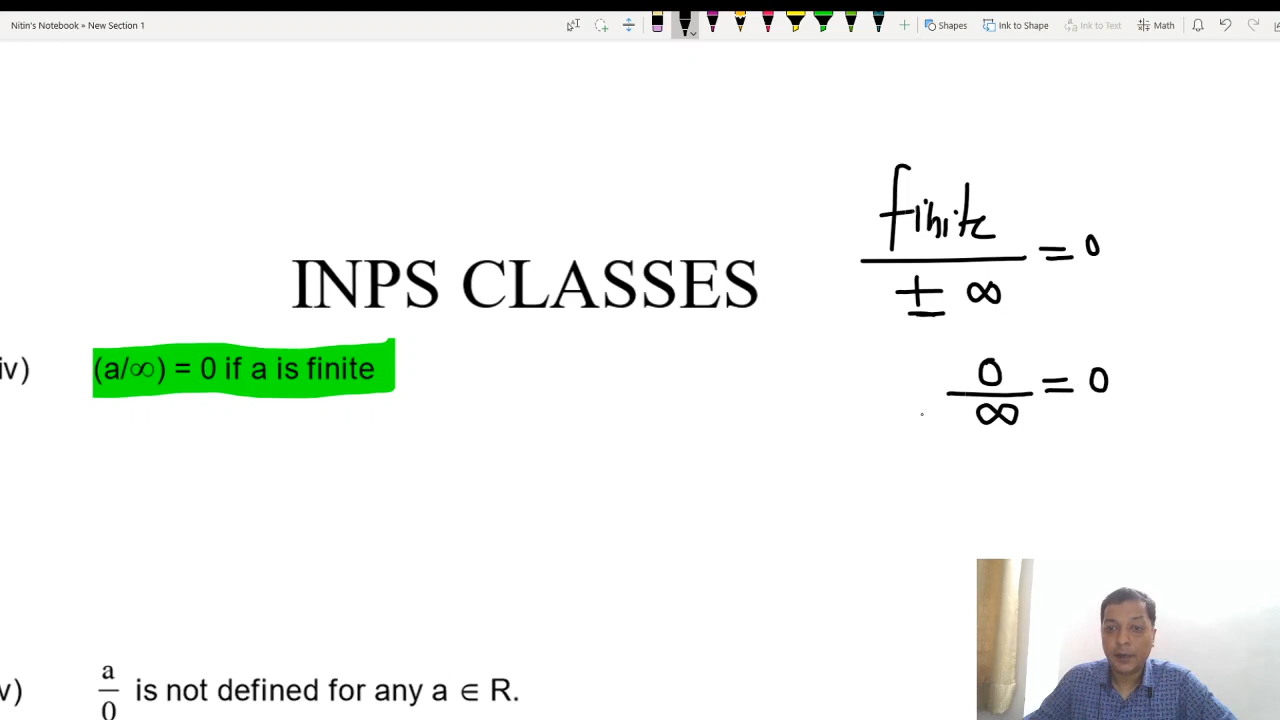 Nitin's Notebook » New Section 1
Shapes Ink to Shape Ink to Text Math
finite
± ∞
= 0
INPS CLASSES
iv) (a/∞) = 0 if a is finite
0
∞
= 0
v) a/0 is not defined for any a ∈ R.